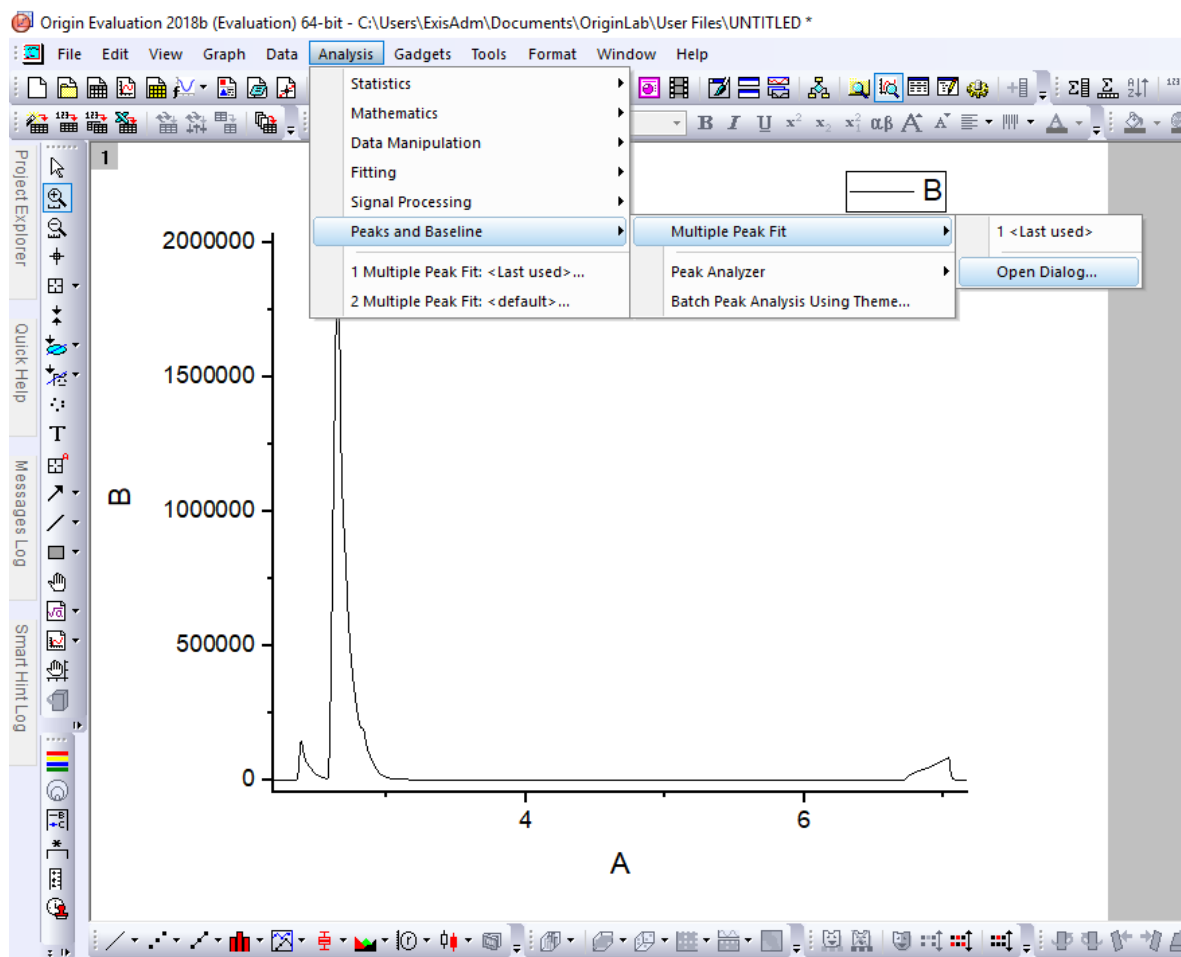 Origin Evaluation 2018b (Evaluation) 64-bit - C:\Users\ExisAdm\Documents\OriginLab\User Files\UNTITLED *
File Edit View Graph Data Analysis Gadgets Tools Format Window Help
Statistics
Mathematics
Data Manipulation
Fitting
Signal Processing
Peaks and Baseline
1 Multiple Peak Fit: <Last used>...
2 Multiple Peak Fit: <default>...
Multiple Peak Fit
Peak Analyzer
Batch Peak Analysis Using Theme...
1 <Last used>
Open Dialog...
B I U x² x₂ x₁² αβ A A
Project Explorer
Quick Help
Messages Log
Smart Hint Log
1
B
2000000
1500000
1000000
500000
0
B
4
6
A